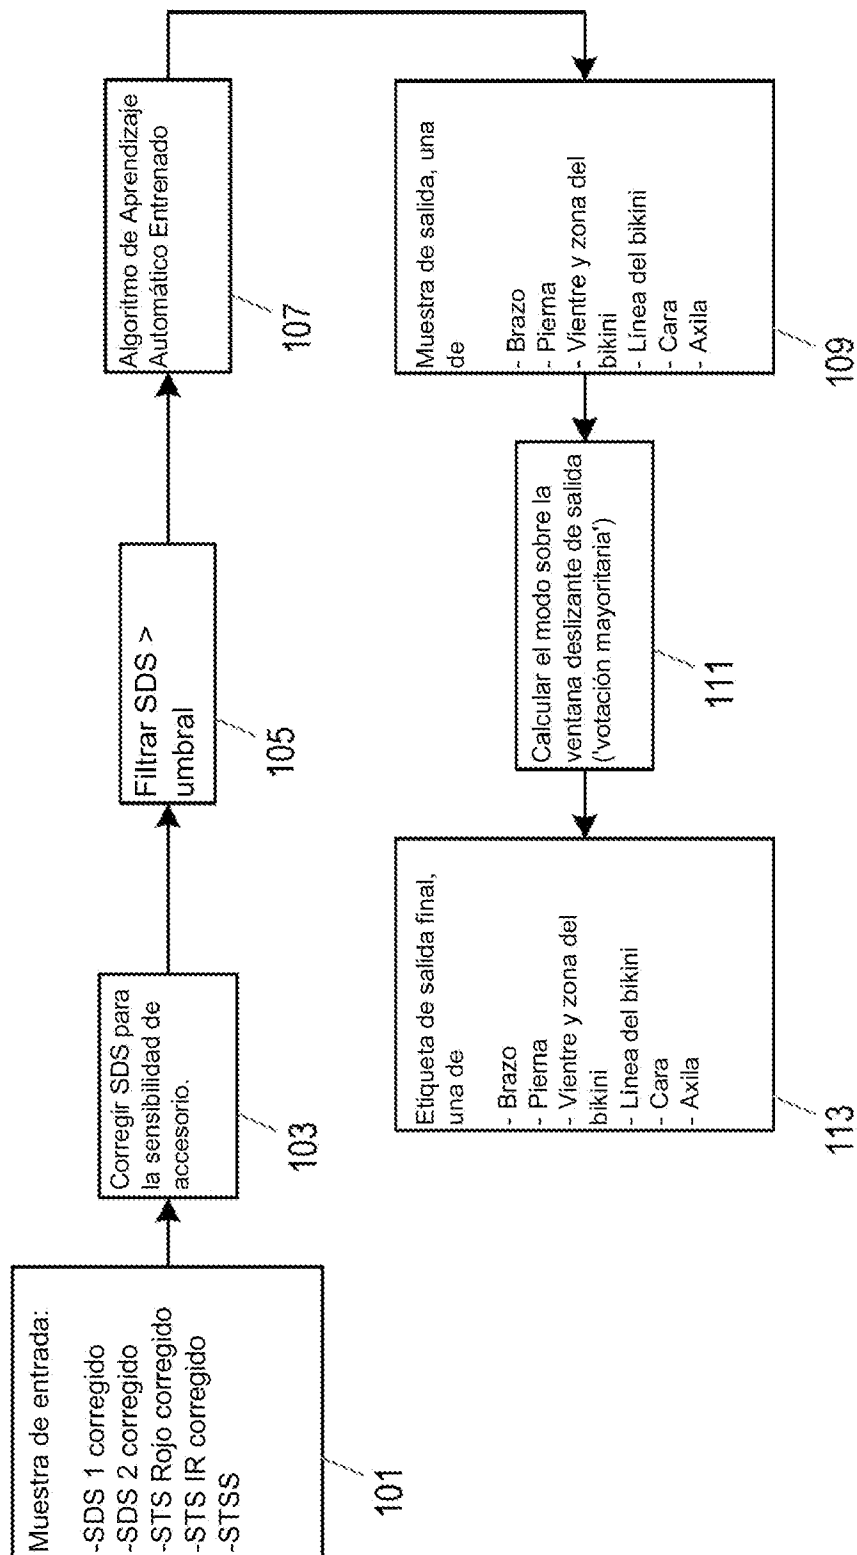 Muestra de entrada:
-SDS 1 corregido
-SDS 2 corregido
-STS Rojo corregido
-STS IR corregido
-STSS
101
Corregir SDS para
la sensibilidad de
accesorio.
103
Filtrar SDS >
umbral
105
Algoritmo de Aprendizaje
Automático Entrenado
107
Muestra de salida, una
de
- Brazo
- Pierna
- Vientre y zona del
bikini
- Línea del bikini
- Cara
- Axila
109
Calcular el modo sobre la
ventana deslizante de salida
('votación mayoritaria')
111
Etiqueta de salida final,
una de
- Brazo
- Pierna
- Vientre y zona del
bikini
- Línea del bikini
- Cara
- Axila
113